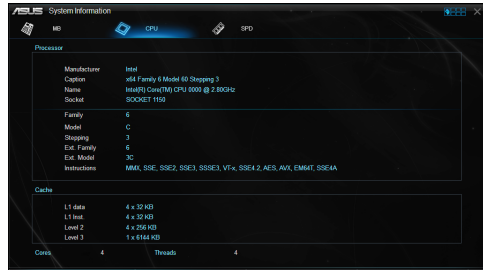 ASUS System Information
MB CPU SPD
Processor
Manufacturer Intel
Caption x64 Family 6 Model 60 Stepping 3
Name Intel(R) Core(TM) CPU 0000 @ 2.80GHz
Socket SOCKET 1150
Family 6
Model C
Stepping 3
Ext. Family 6
Ext. Model 3C
Instructions MMX, SSE, SSE2, SSE3, SSSE3, VT-x, SSE4.2, AES, AVX, EM64T, SSE4A
Cache
L1 data 4 x 32 KB
L1 Inst. 4 x 32 KB
Level 2 4 x 256 KB
Level 3 1 x 6144 KB
Cores 4 Threads 4